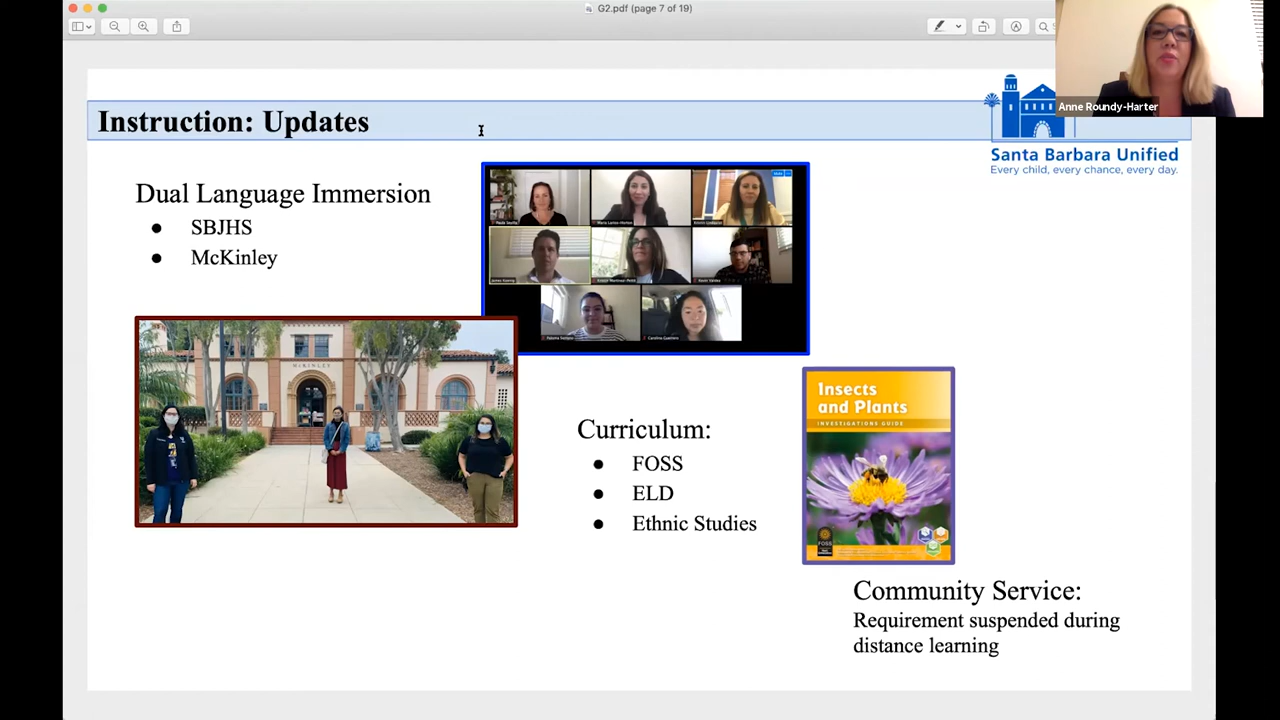 G2.pdf (page 7 of 19)
Anne Roundy-Harter
Instruction: Updates
Santa Barbara Unified
Every child, every chance, every day.
Dual Language Immersion
• SBJHS
• McKinley
McKINLEY
Insects
and Plants
INVESTIGATIONS GUIDE
FOSS
Curriculum:
• FOSS
• ELD
• Ethnic Studies
Community Service:
Requirement suspended during
distance learning